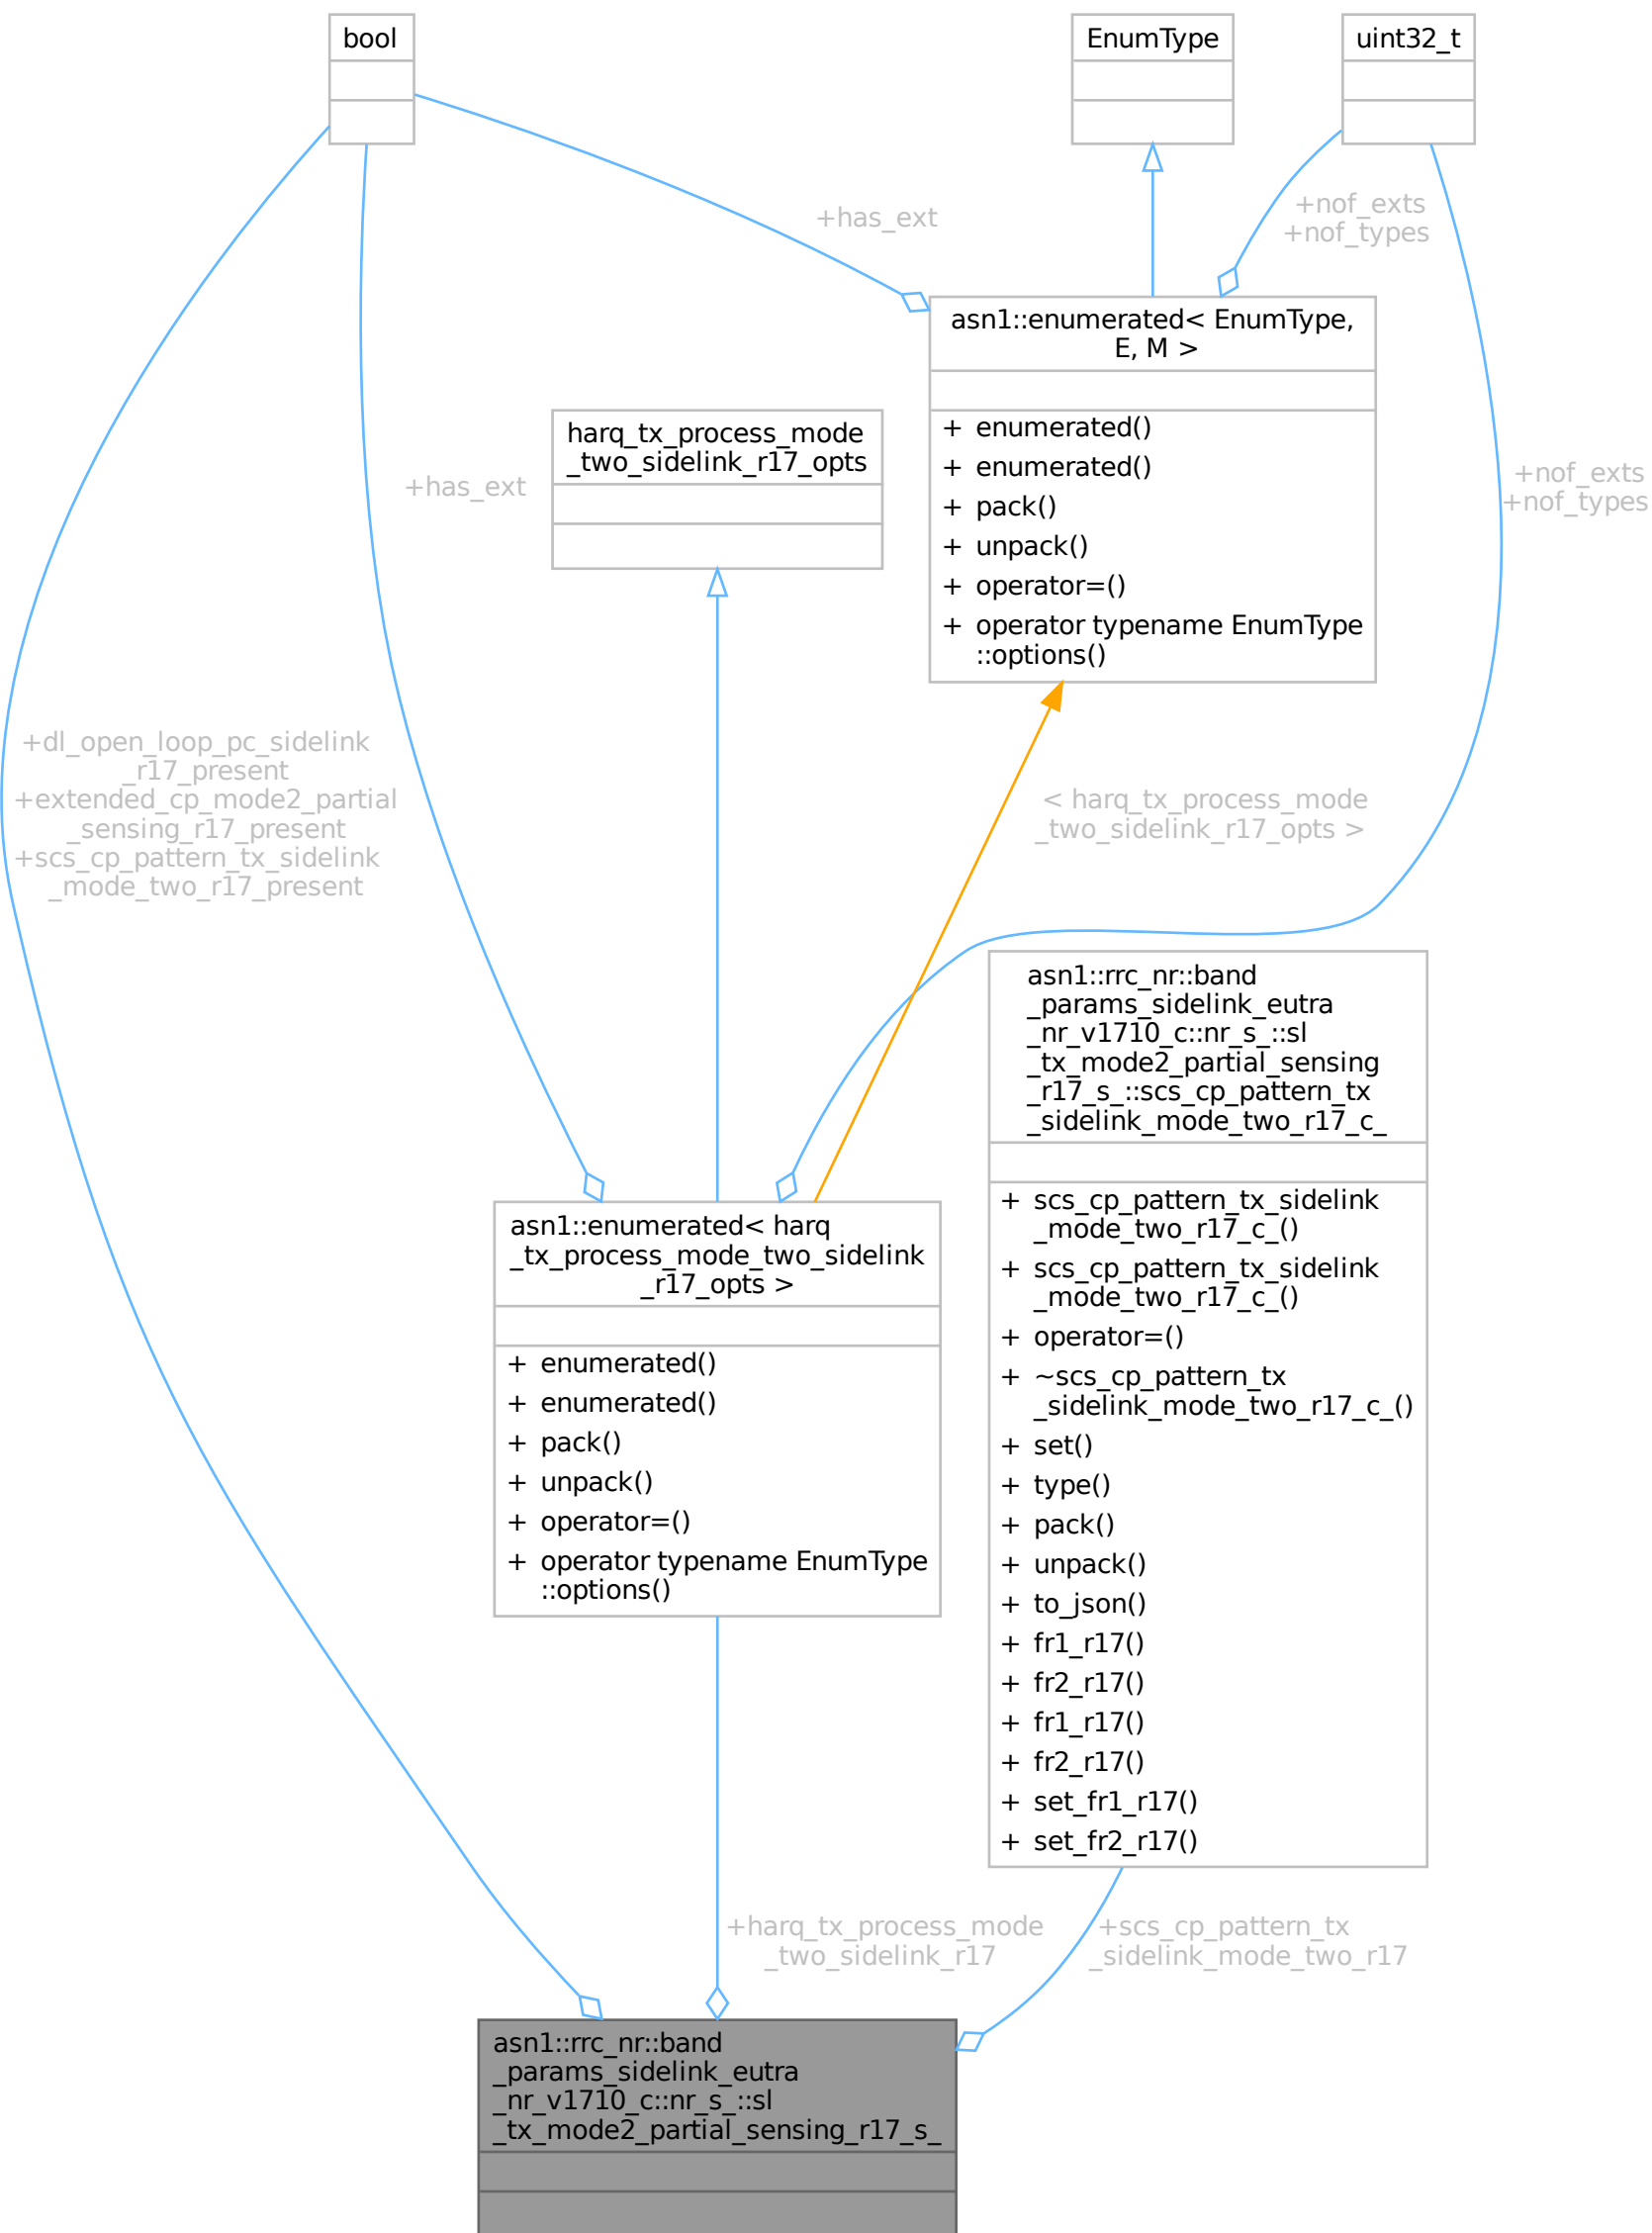 bool
EnumType
uint32_t
+has_ext
+nof_exts
+nof_types
asn1::enumerated< EnumType,
E, M >
+ enumerated()
+ enumerated()
+ pack()
+ unpack()
+ operator=()
+ operator typename EnumType
::options()
harq_tx_process_mode
_two_sidelink_r17_opts
+has_ext
+nof_exts
+nof_types
+dl_open_loop_pc_sidelink
_r17_present
+extended_cp_mode2_partial
_sensing_r17_present
+scs_cp_pattern_tx_sidelink
_mode_two_r17_present
< harq_tx_process_mode
_two_sidelink_r17_opts >
asn1::rrc_nr::band
_params_sidelink_eutra
_nr_v1710_c::nr_s_::sl
_tx_mode2_partial_sensing
_r17_s_::scs_cp_pattern_tx
_sidelink_mode_two_r17_c_
+ scs_cp_pattern_tx_sidelink
_mode_two_r17_c_()
+ scs_cp_pattern_tx_sidelink
_mode_two_r17_c_()
+ operator=()
+ ~scs_cp_pattern_tx
_sidelink_mode_two_r17_c_()
+ set()
+ type()
+ pack()
+ unpack()
+ to_json()
+ fr1_r17()
+ fr2_r17()
+ fr1_r17()
+ fr2_r17()
+ set_fr1_r17()
+ set_fr2_r17()
asn1::enumerated< harq
_tx_process_mode_two_sidelink
_r17_opts >
+ enumerated()
+ enumerated()
+ pack()
+ unpack()
+ operator=()
+ operator typename EnumType
::options()
+harq_tx_process_mode
_two_sidelink_r17
+scs_cp_pattern_tx
_sidelink_mode_two_r17
asn1::rrc_nr::band
_params_sidelink_eutra
_nr_v1710_c::nr_s_::sl
_tx_mode2_partial_sensing_r17_s_